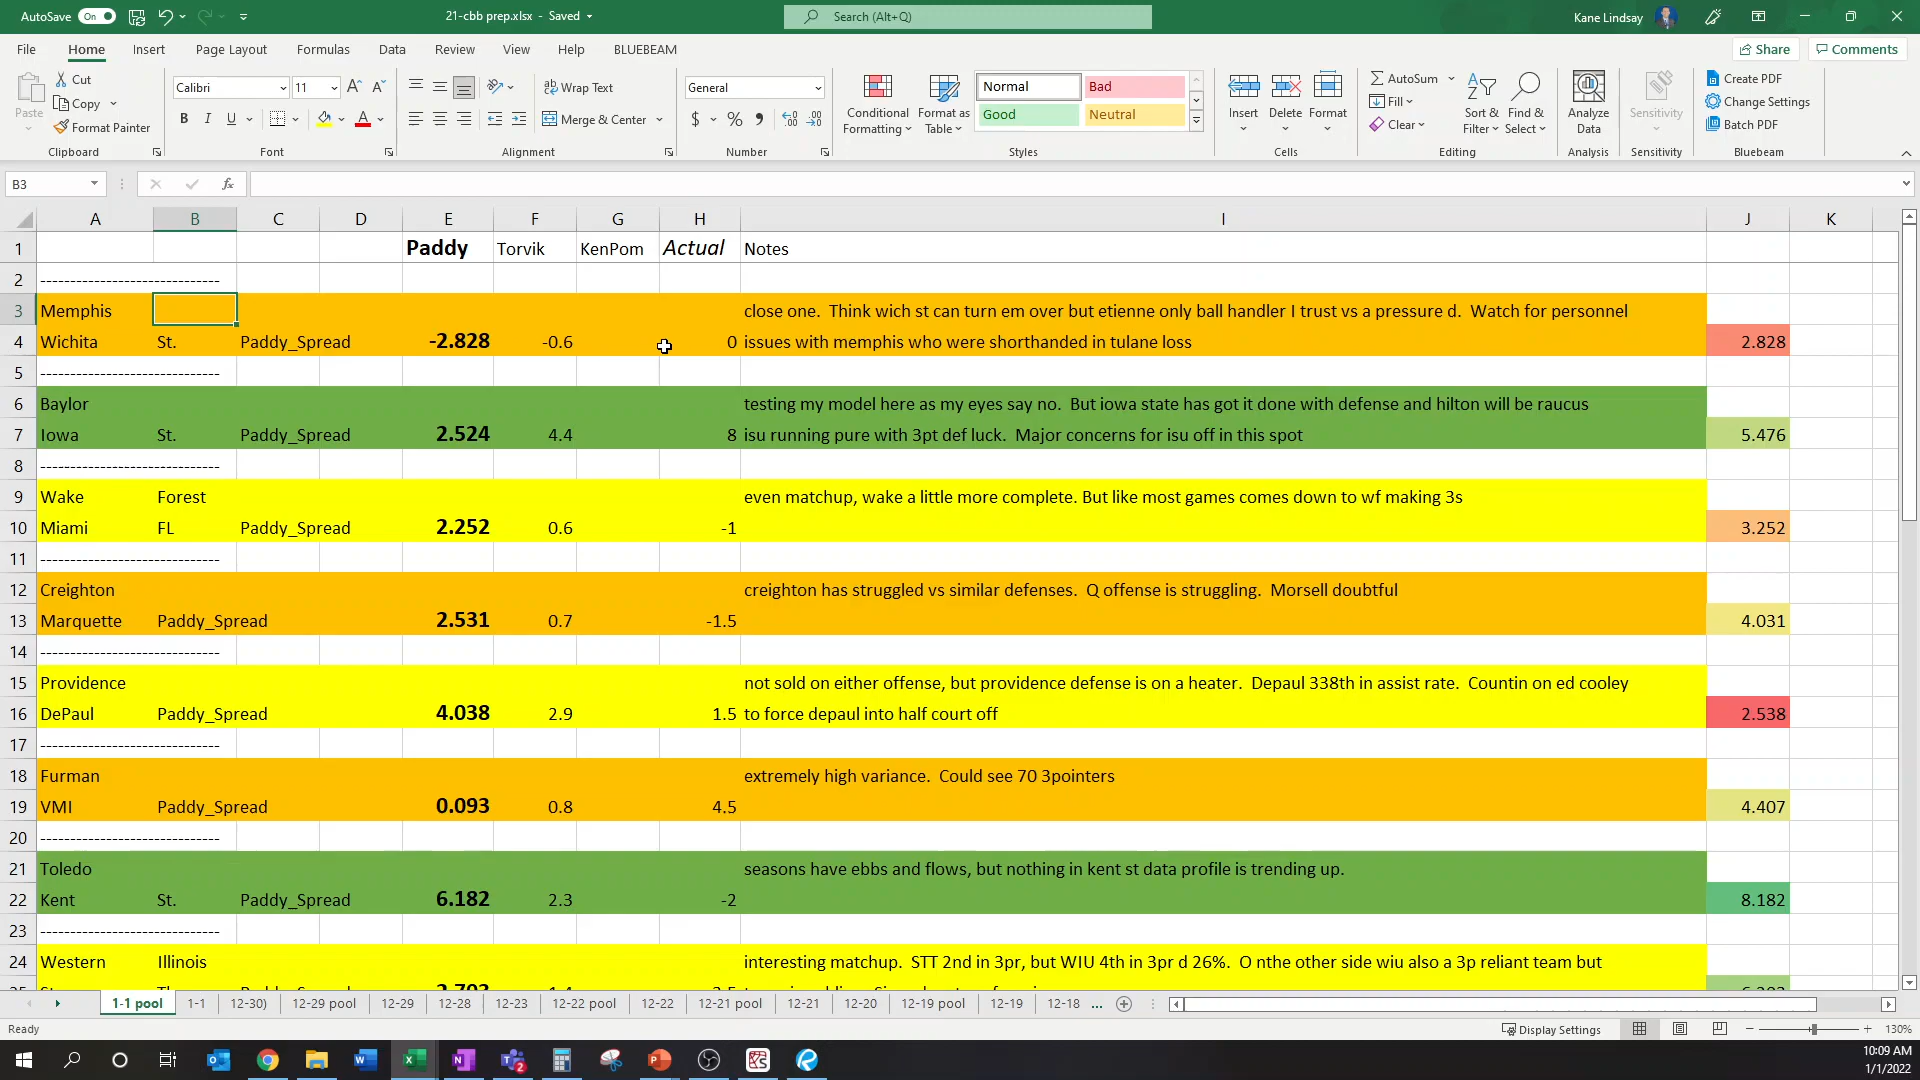 AutoSave On 21-cbb prep.xlsx - Saved Search (Alt+Q) Kane Lindsay
File Home Insert Page Layout Formulas Data Review View Help BLUEBEAM Share Comments
Paste Cut Copy Format Painter Clipboard
Calibri 11 B I U Font
Wrap Text Merge & Center Alignment
General $ % Number
Conditional Formatting Format as Table Normal Bad Good Neutral Styles
Insert Delete Format Cells
AutoSum Fill Clear Sort & Filter Find & Select Editing
Analyze Data Analysis
Sensitivity Sensitivity
Create PDF Change Settings Batch PDF Bluebeam
B3 fx
A B C D E F G H I J K
1 Paddy Torvik KenPom Actual Notes
2 ------------------------------
3 Memphis close one. Think wich st can turn em over but etienne only ball handler I trust vs a pressure d. Watch for personnel
4 Wichita St. Paddy_Spread -2.828 -0.6 0 issues with memphis who were shorthanded in tulane loss 2.828
5 ------------------------------
6 Baylor testing my model here as my eyes say no. But iowa state has got it done with defense and hilton will be raucus
7 Iowa St. Paddy_Spread 2.524 4.4 8 isu running pure with 3pt def luck. Major concerns for isu off in this spot 5.476
8 ------------------------------
9 Wake Forest even matchup, wake a little more complete. But like most games comes down to wf making 3s
10 Miami FL Paddy_Spread 2.252 0.6 -1 3.252
11 ------------------------------
12 Creighton creighton has struggled vs similar defenses. Q offense is struggling. Morsell doubtful
13 Marquette Paddy_Spread 2.531 0.7 -1.5 4.031
14 ------------------------------
15 Providence not sold on either offense, but providence defense is on a heater. Depaul 338th in assist rate. Countin on ed cooley
16 DePaul Paddy_Spread 4.038 2.9 1.5 to force depaul into half court off 2.538
17 ------------------------------
18 Furman extremely high variance. Could see 70 3pointers
19 VMI Paddy_Spread 0.093 0.8 4.5 4.407
20 ------------------------------
21 Toledo seasons have ebbs and flows, but nothing in kent st data profile is trending up.
22 Kent St. Paddy_Spread 6.182 2.3 -2 8.182
23 ------------------------------
24 Western Illinois interesting matchup. STT 2nd in 3pr, but WIU 4th in 3pr d 26%. O nthe other side wiu also a 3p reliant team but
1-1 pool 1-1 12-30) 12-29 pool 12-29 12-28 12-23 12-22 pool 12-22 12-21 pool 12-21 12-20 12-19 pool 12-19 12-18 ...
Ready Display Settings 130%
10:09 AM
1/1/2022